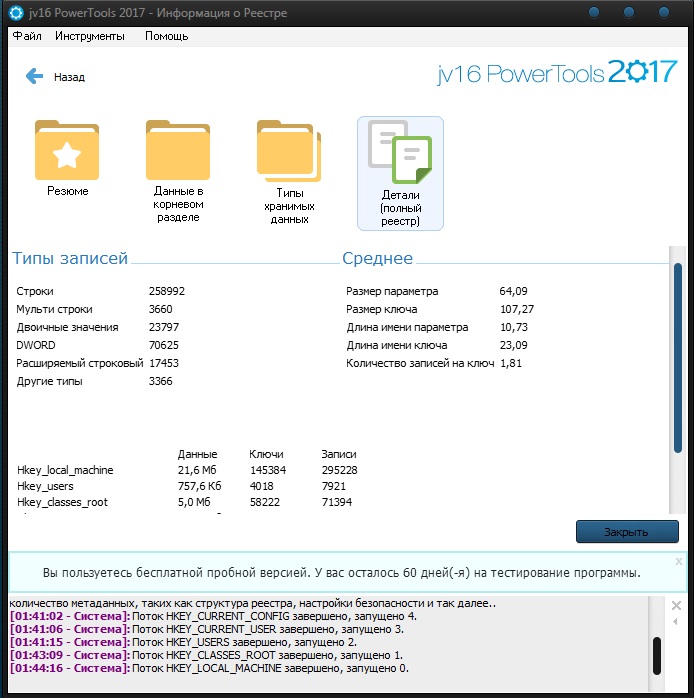 jv16 PowerTools 2017 - Информация о Реестре
Файл Инструменты Помощь
Назад
jv16 PowerTools 2017
Резюме
Данные в
корневом
разделе
Типы
хранимых
данных
Детали
(полный
реестр)
Типы записей
Строки 258992
Мульти строки 3660
Двоичные значения 23797
DWORD 70625
Расширяемый строковый 17453
Другие типы 3366
Среднее
Размер параметра 64,09
Размер ключа 107,27
Длина имени параметра 10,73
Длина имени ключа 23,09
Количество записей на ключ 1,81
Данные Ключи Записи
Hkey_local_machine 21,6 Мб 145384 295228
Hkey_users 757,6 Кб 4018 7921
Hkey_classes_root 5,0 Мб 58222 71394
Закрыть
Вы пользуетесь бесплатной пробной версией. У вас осталось 60 дней(-я) на тестирование программы.
количество метаданных, таких как структура реестра, настройки безопасности и так далее..
[01:41:02 - Система]: Поток HKEY_CURRENT_CONFIG завершено, запущено 4.
[01:41:06 - Система]: Поток HKEY_CURRENT_USER завершено, запущено 3.
[01:41:15 - Система]: Поток HKEY_USERS завершено, запущено 2.
[01:43:09 - Система]: Поток HKEY_CLASSES_ROOT завершено, запущено 1.
[01:44:16 - Система]: Поток HKEY_LOCAL_MACHINE завершено, запущено 0.